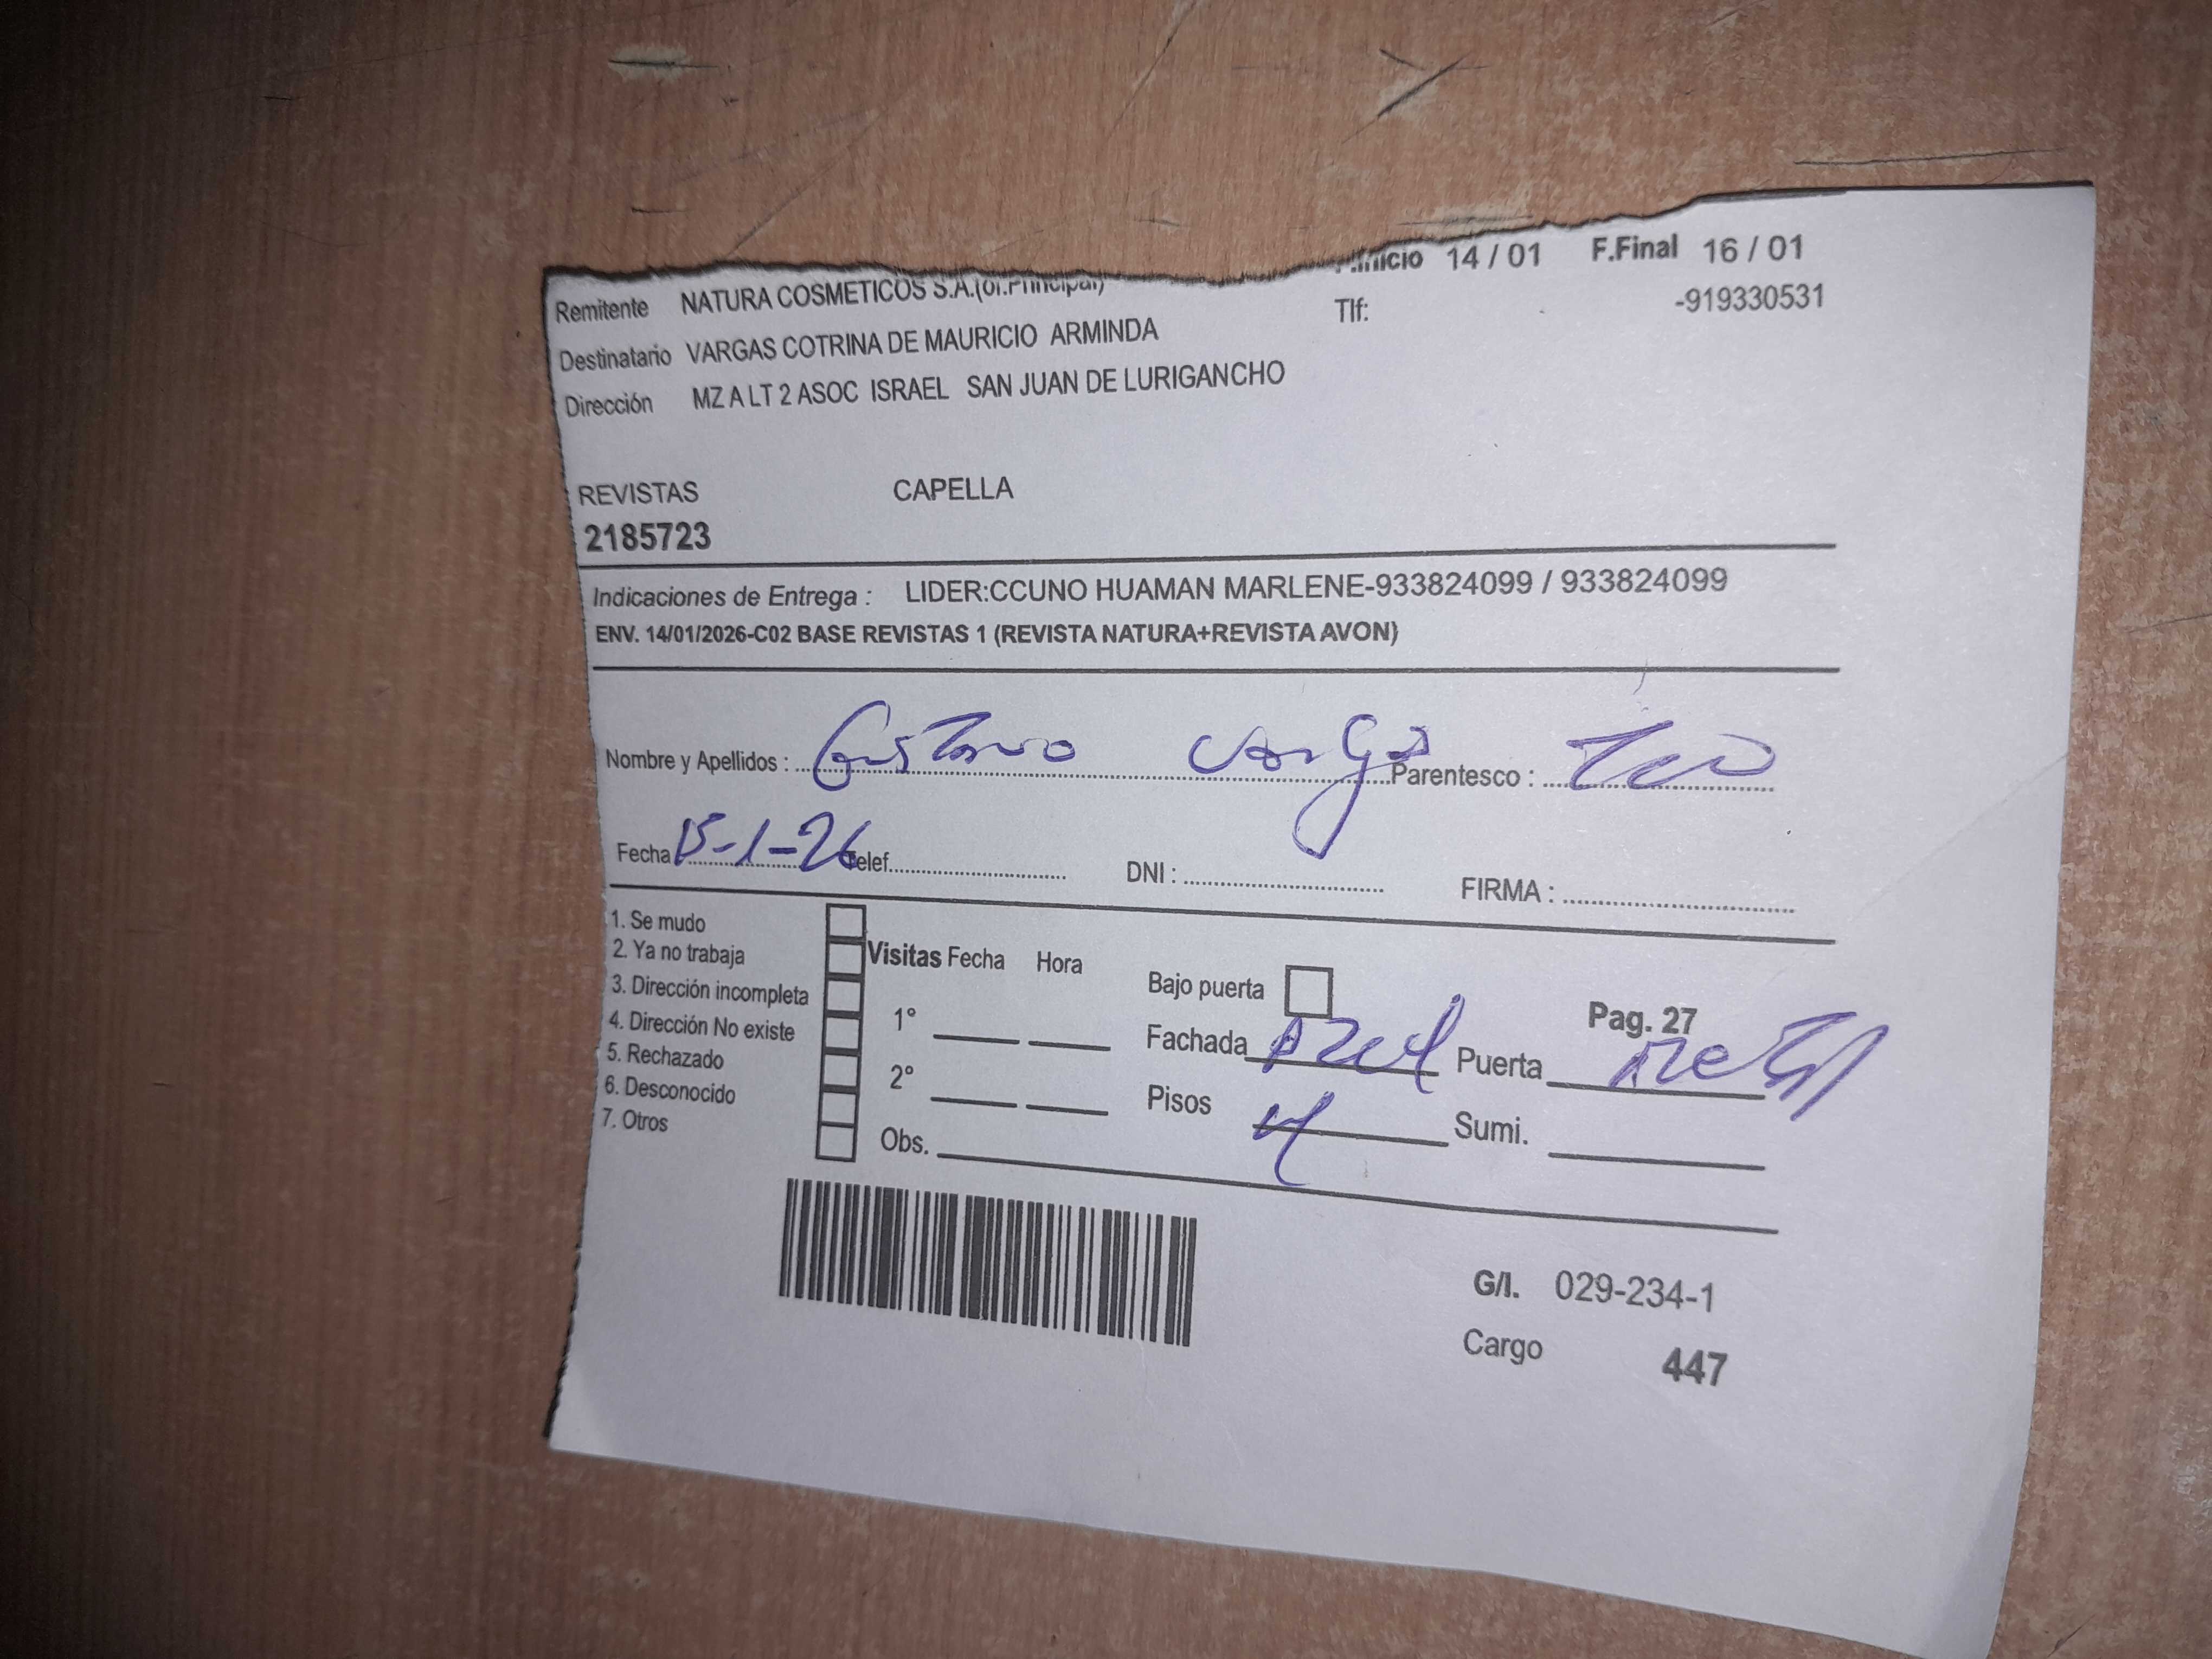 F.Inicio 14 / 01 F.Final 16 / 01
Remitente NATURA COSMETICOS S.A.(of.Principal) Tlf: -919330531
Destinatario VARGAS COTRINA DE MAURICIO ARMINDA
Dirección MZ A LT 2 ASOC ISRAEL SAN JUAN DE LURIGANCHO
REVISTAS CAPELLA
2185723
Indicaciones de Entrega : LIDER:CCUNO HUAMAN MARLENE-933824099 / 933824099
ENV. 14/01/2026-C02 BASE REVISTAS 1 (REVISTA NATURA+REVISTA AVON)
Nombre y Apellidos : Gustavo Vargas Parentesco :
Fecha 15-1-26 Telef. DNI : FIRMA :
1. Se mudo
2. Ya no trabaja
3. Dirección incompleta
4. Dirección No existe
5. Rechazado
6. Desconocido
7. Otros
Visitas Fecha Hora
1°
2°
Obs.
Bajo puerta Pag. 27
Fachada Azul Puerta Metal
Pisos 4 Sumi.
G/I. 029-234-1
Cargo 447